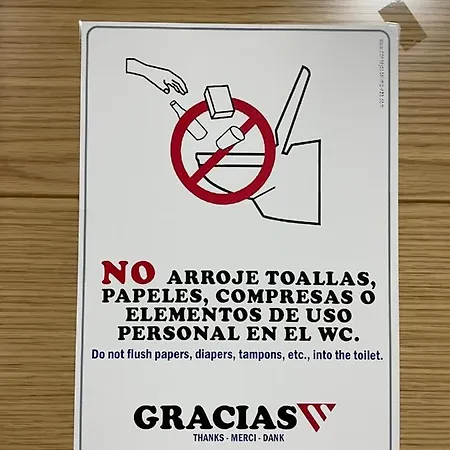 NO ARROJE TOALLAS,
PAPELES, COMPRESAS O
ELEMENTOS DE USO
PERSONAL EN EL WC.
Do not flush papers, diapers, tampons, etc., into the toilet.
GRACIAS
THANKS - MERCI - DANK